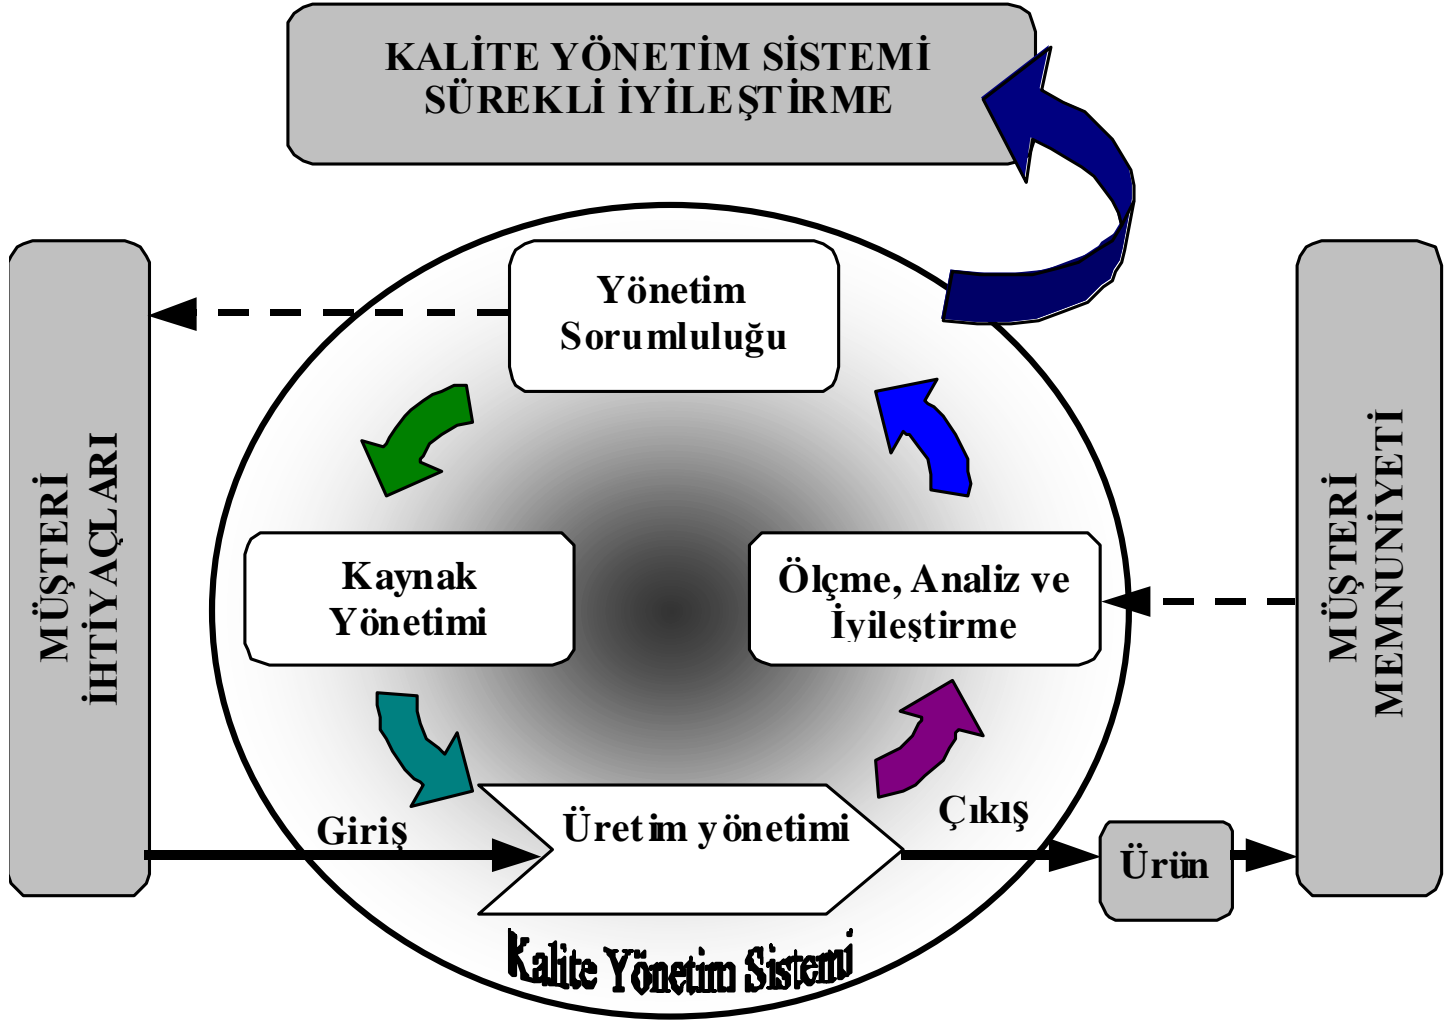 KALİTE YÖNETİM SİSTEMİ
SÜREKLİ İYİLEŞTİRME
Yönetim
Sorumluluğu
MÜŞTERİ
İHTİYAÇLARI
MÜŞTERİ
MEMNUNİYETİ
Kaynak
Yönetimi
Ölçme, Analiz ve
İyileştirme
Giriş
Üretim yönetimi
Çıkış
Ürün
Kalite Yönetim Sistemi